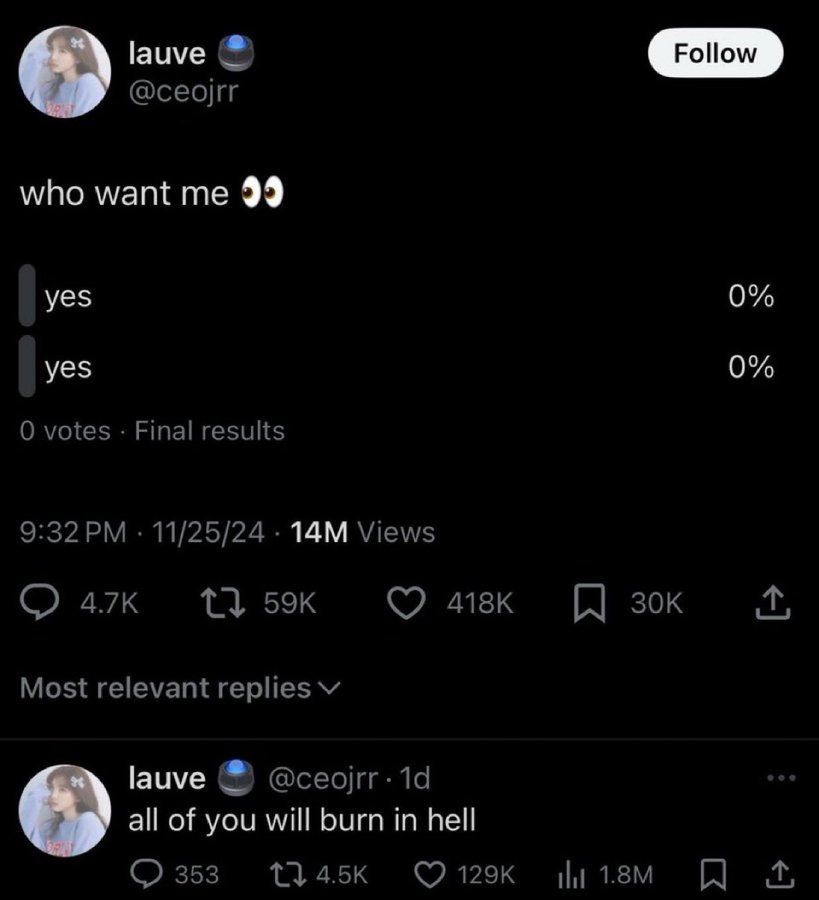 lauve
@ceojrr
Follow
who want me 👀
yes 0%
yes 0%
0 votes · Final results
9:32 PM · 11/25/24 · 14M Views
4.7K 59K 418K 30K
Most relevant replies
lauve @ceojrr · 1d
all of you will burn in hell
353 4.5K 129K 1.8M